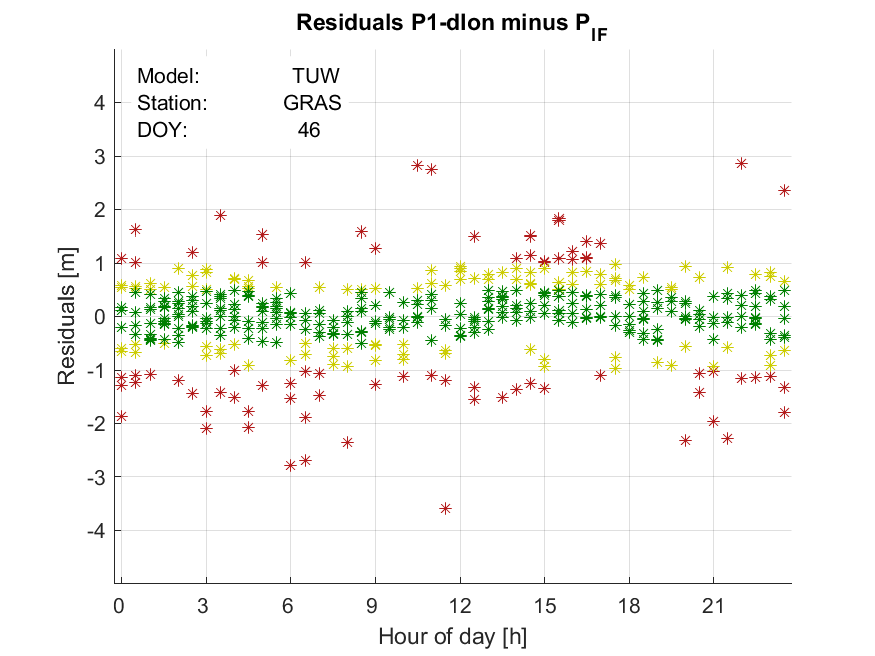 Residuals P1-dIon minus P_IF
Model: TUW
Station: GRAS
DOY: 46
4
3
2
1
0
-1
-2
-3
-4
Residuals [m]
0 3 6 9 12 15 18 21
Hour of day [h]